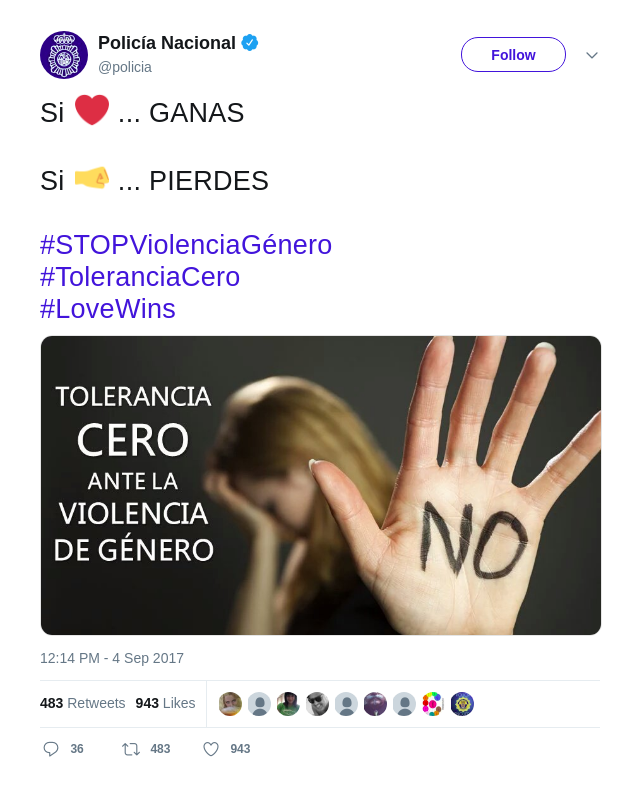 Policía Nacional
@policia
Follow
Si ❤️ ... GANAS
Si 🤜 ... PIERDES
#STOPViolenciaGénero
#ToleranciaCero
#LoveWins
TOLERANCIA
CERO
ANTE LA
VIOLENCIA
DE GÉNERO
NO
12:14 PM - 4 Sep 2017
483 Retweets 943 Likes
36 483 943